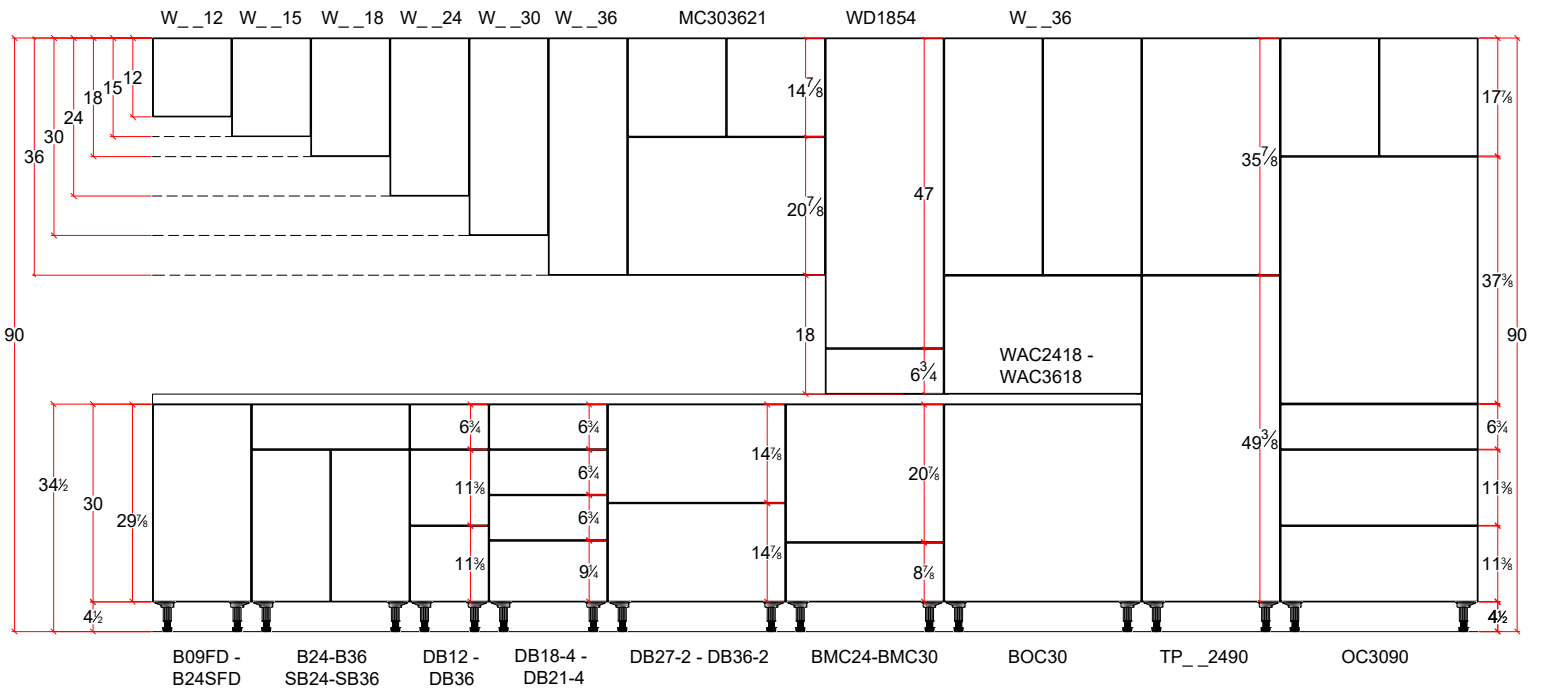 W_ _12 W_ _15 W_ _18 W_ _24 W_ _30 W_ _36 MC303621 WD1854 W_ _36
12
15
18
24
30
36
90
14⅞
20⅞
18
47
6¾
35⅞
49⅜
17⅛
37⅜
90
6¾
11⅜
11⅜
4½
WAC2418 -
WAC3618
34½
30
29⅞
4½
6¾
11⅜
11⅜
6¾
6¾
6¾
9¼
14⅞
14⅞
20⅞
8⅞
B09FD -
B24SFD
B24-B36
SB24-SB36
DB12 -
DB36
DB18-4 -
DB21-4
DB27-2 - DB36-2
BMC24-BMC30
BOC30
TP_ _2490
OC3090